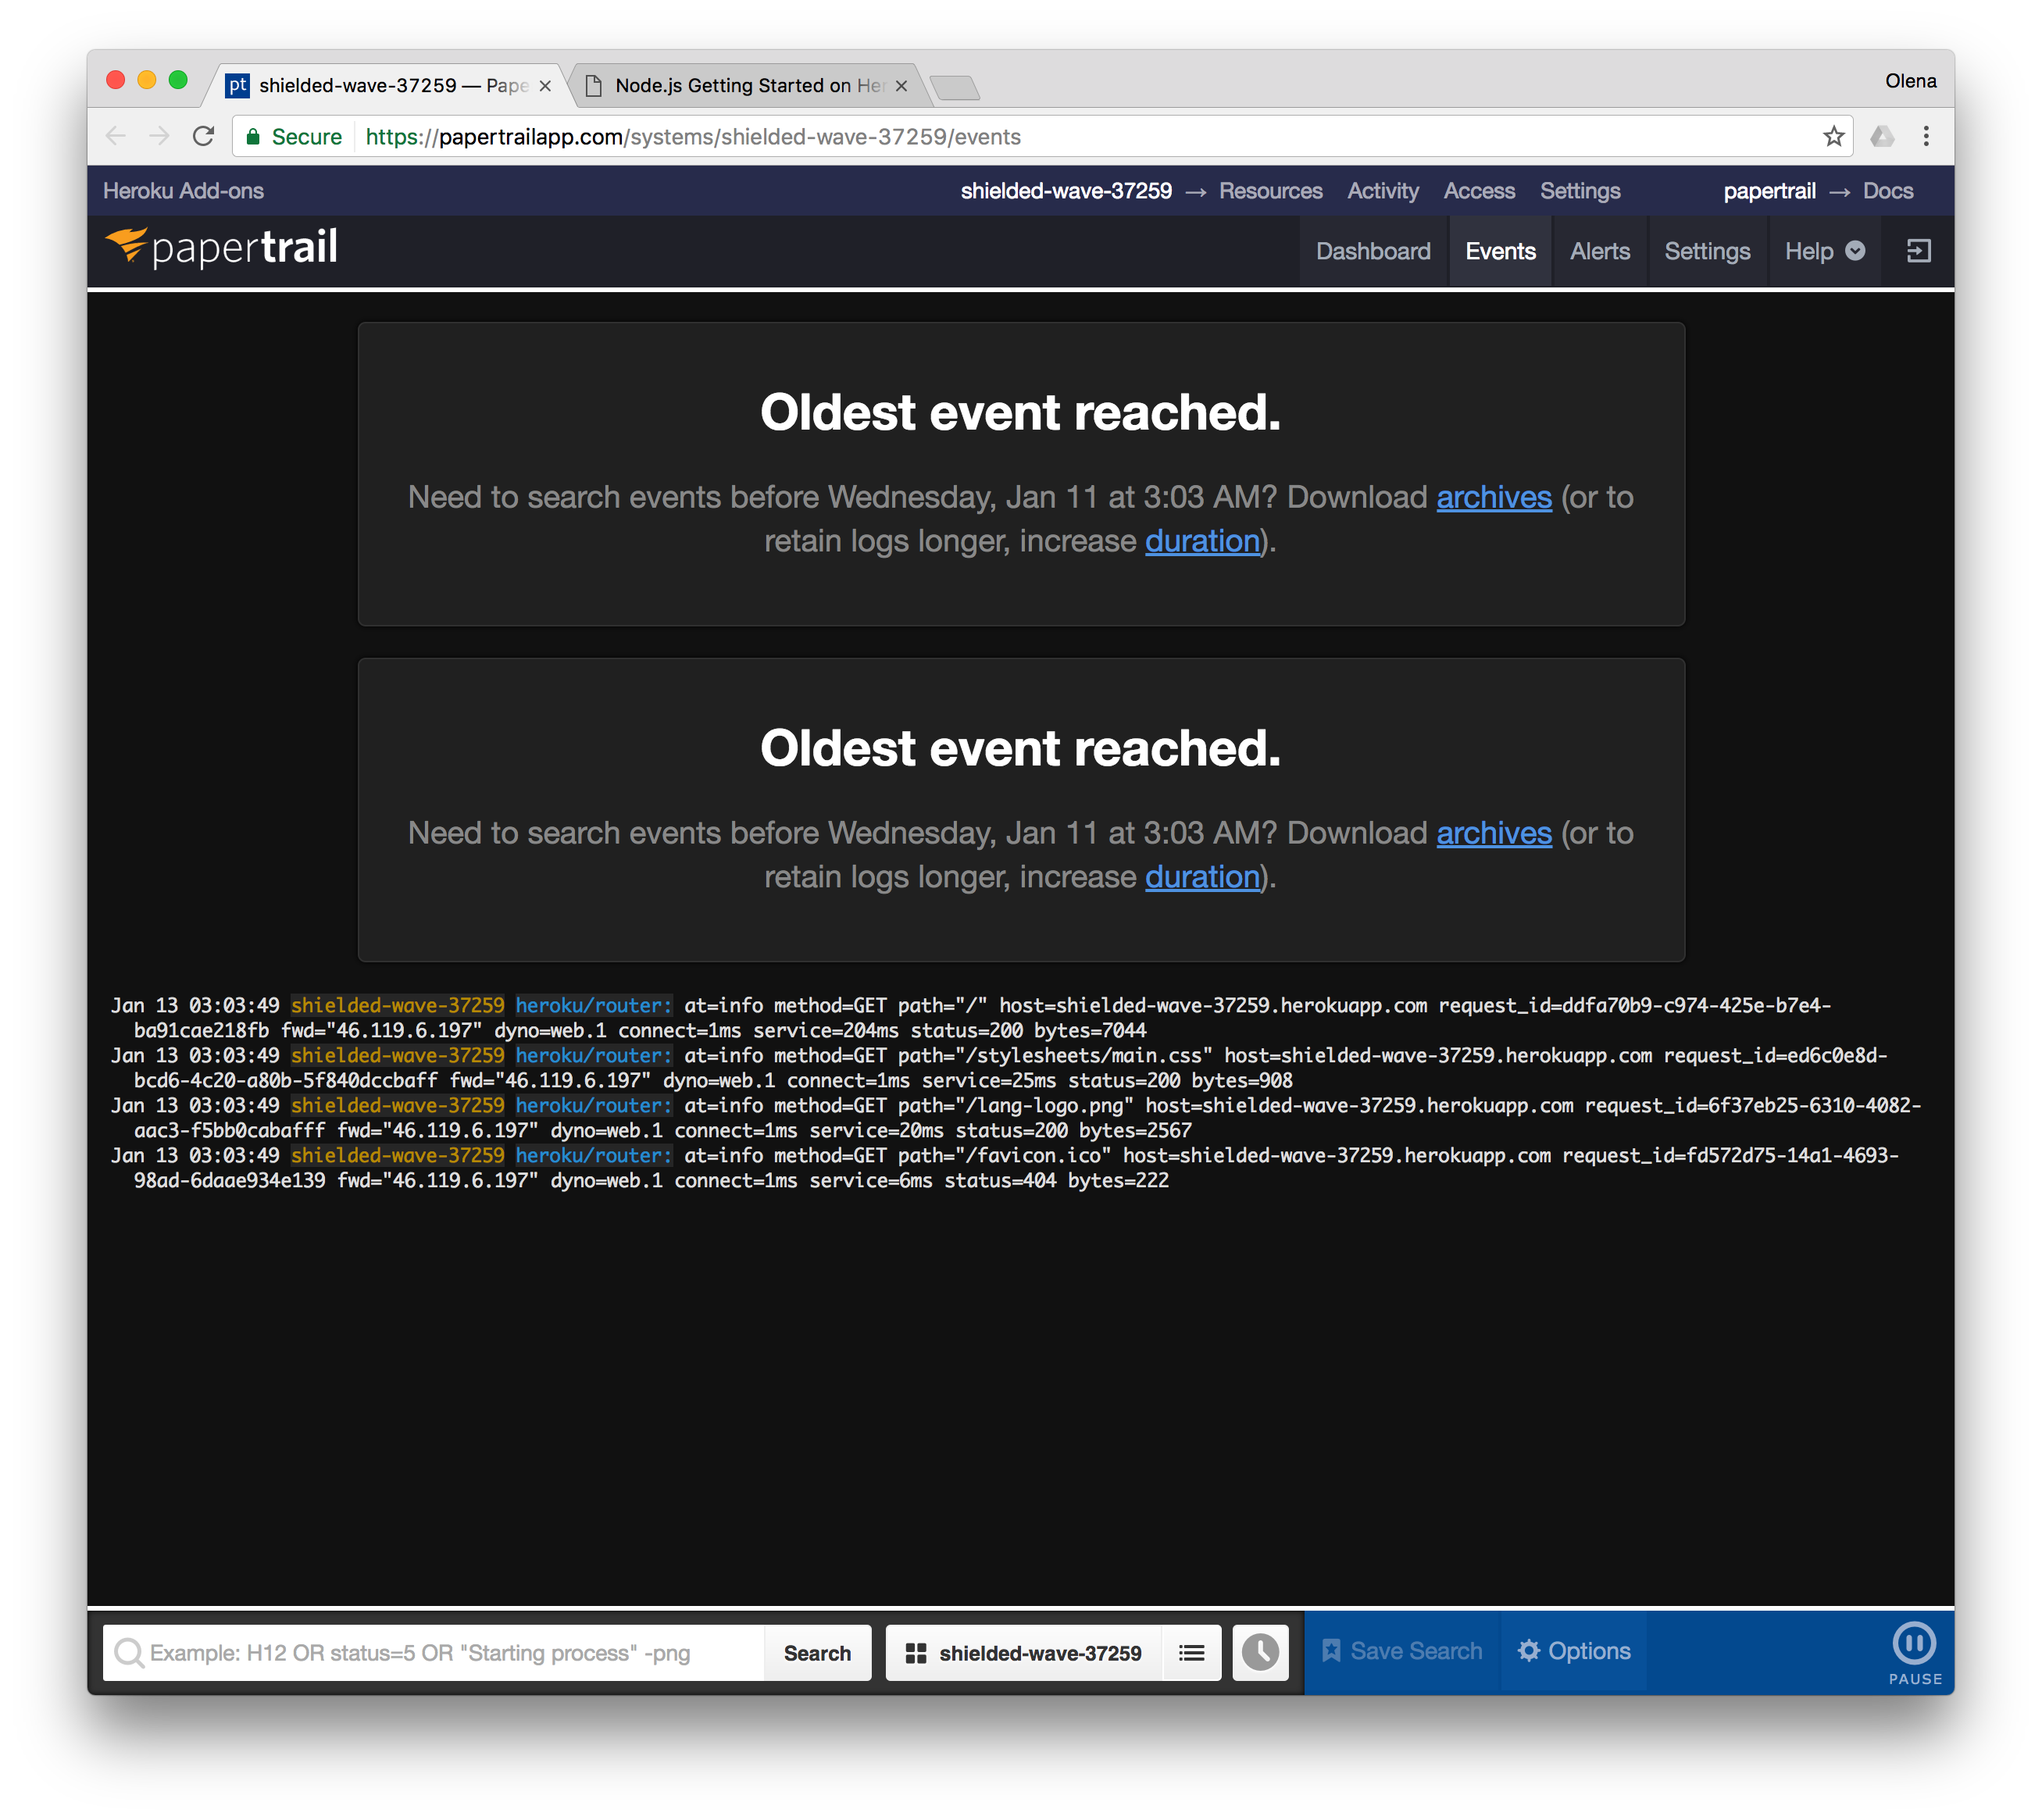 pt shielded-wave-37259 — Pape
Node.js Getting Started on Her
Olena
Secure https://papertrailapp.com/systems/shielded-wave-37259/events
Heroku Add-ons shielded-wave-37259 → Resources Activity Access Settings papertrail → Docs
papertrail Dashboard Events Alerts Settings Help
Oldest event reached.
Need to search events before Wednesday, Jan 11 at 3:03 AM? Download archives (or to
retain logs longer, increase duration).
Oldest event reached.
Need to search events before Wednesday, Jan 11 at 3:03 AM? Download archives (or to
retain logs longer, increase duration).
Jan 13 03:03:49 shielded-wave-37259 heroku/router: at=info method=GET path="/" host=shielded-wave-37259.herokuapp.com request_id=ddfa70b9-c974-425e-b7e4-
ba91cae218fb fwd="46.119.6.197" dyno=web.1 connect=1ms service=204ms status=200 bytes=7044
Jan 13 03:03:49 shielded-wave-37259 heroku/router: at=info method=GET path="/stylesheets/main.css" host=shielded-wave-37259.herokuapp.com request_id=ed6c0e8d-
bcd6-4c20-a80b-5f840dccbaff fwd="46.119.6.197" dyno=web.1 connect=1ms service=25ms status=200 bytes=908
Jan 13 03:03:49 shielded-wave-37259 heroku/router: at=info method=GET path="/lang-logo.png" host=shielded-wave-37259.herokuapp.com request_id=6f37eb25-6310-4082-
aac3-f5bb0cabafff fwd="46.119.6.197" dyno=web.1 connect=1ms service=20ms status=200 bytes=2567
Jan 13 03:03:49 shielded-wave-37259 heroku/router: at=info method=GET path="/favicon.ico" host=shielded-wave-37259.herokuapp.com request_id=fd572d75-14a1-4693-
98ad-6daae934e139 fwd="46.119.6.197" dyno=web.1 connect=1ms service=6ms status=404 bytes=222
Example: H12 OR status=5 OR "Starting process" -png Search shielded-wave-37259 Save Search Options
PAUSE